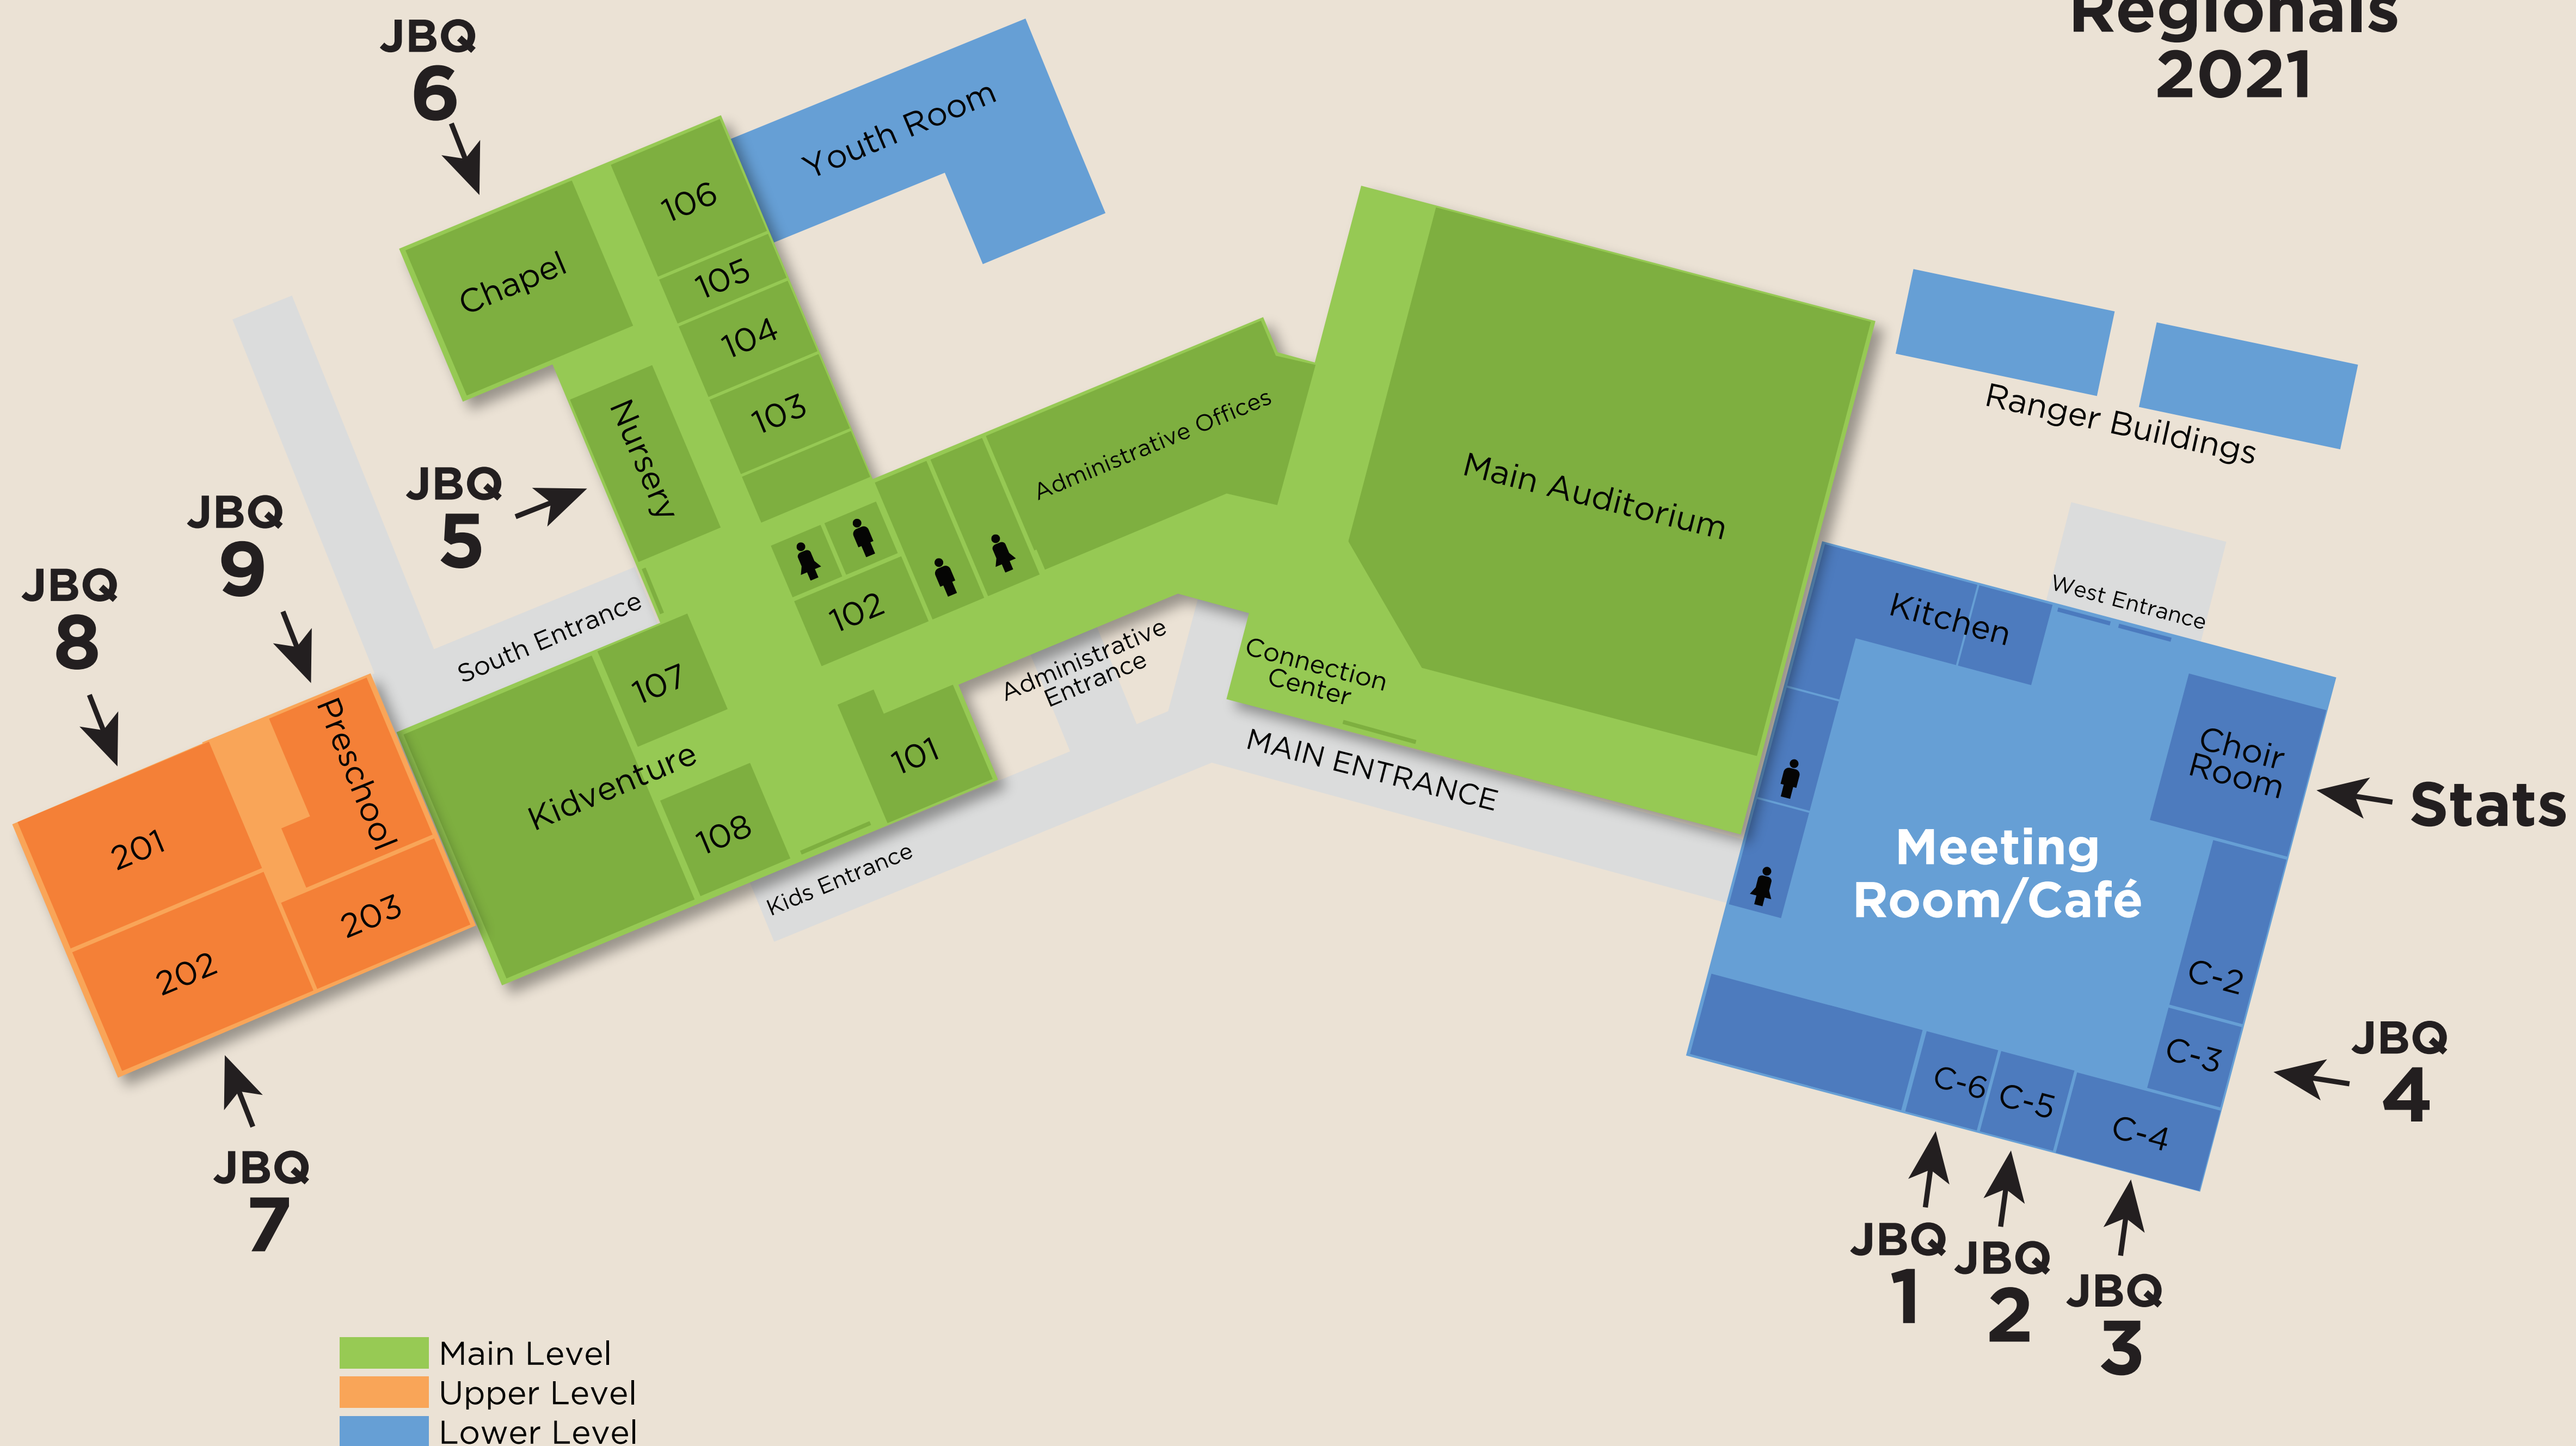 Regionals
2021
JBQ
6
Youth Room
106
Chapel
105
104
103
Nursery
Administrative Offices
Main Auditorium
Ranger Buildings
JBQ
5
JBQ
9
JBQ
8
102
South Entrance
107
Preschool
Administrative
Entrance
Connection
Center
MAIN ENTRANCE
Kitchen
West Entrance
Choir
Room
Stats
Kidventure
101
108
Kids Entrance
201
203
202
Meeting
Room/Café
C-2
C-3
C-6
C-5
C-4
JBQ
4
JBQ
7
JBQ
1
JBQ
2
JBQ
3
Main Level
Upper Level
Lower Level